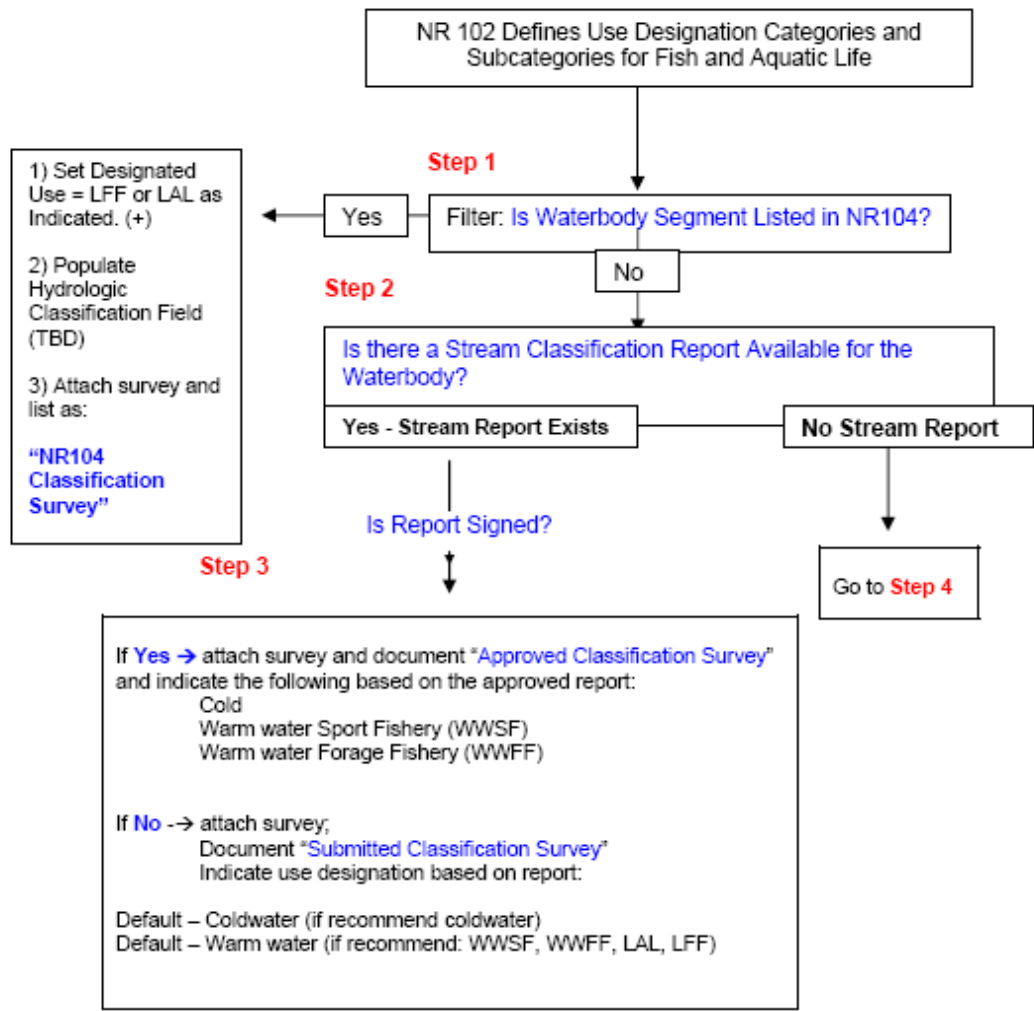 NR 102 Defines Use Designation Categories and
Subcategories for Fish and Aquatic Life
Step 1
Filter: Is Waterbody Segment Listed in NR104?
Yes
1) Set Designated
Use = LFF or LAL as
Indicated. (+)
2) Populate
Hydrologic
Classification Field
(TBD)
3) Attach survey and
list as:
“NR104
Classification
Survey”
No
Step 2
Is there a Stream Classification Report Available for the
Waterbody?
Yes - Stream Report Exists
No Stream Report
Is Report Signed?
Go to Step 4
Step 3
If Yes → attach survey and document “Approved Classification Survey”
and indicate the following based on the approved report:
Cold
Warm water Sport Fishery (WWSF)
Warm water Forage Fishery (WWFF)
If No -→ attach survey;
Document “Submitted Classification Survey”
Indicate use designation based on report:
Default – Coldwater (if recommend coldwater)
Default – Warm water (if recommend: WWSF, WWFF, LAL, LFF)